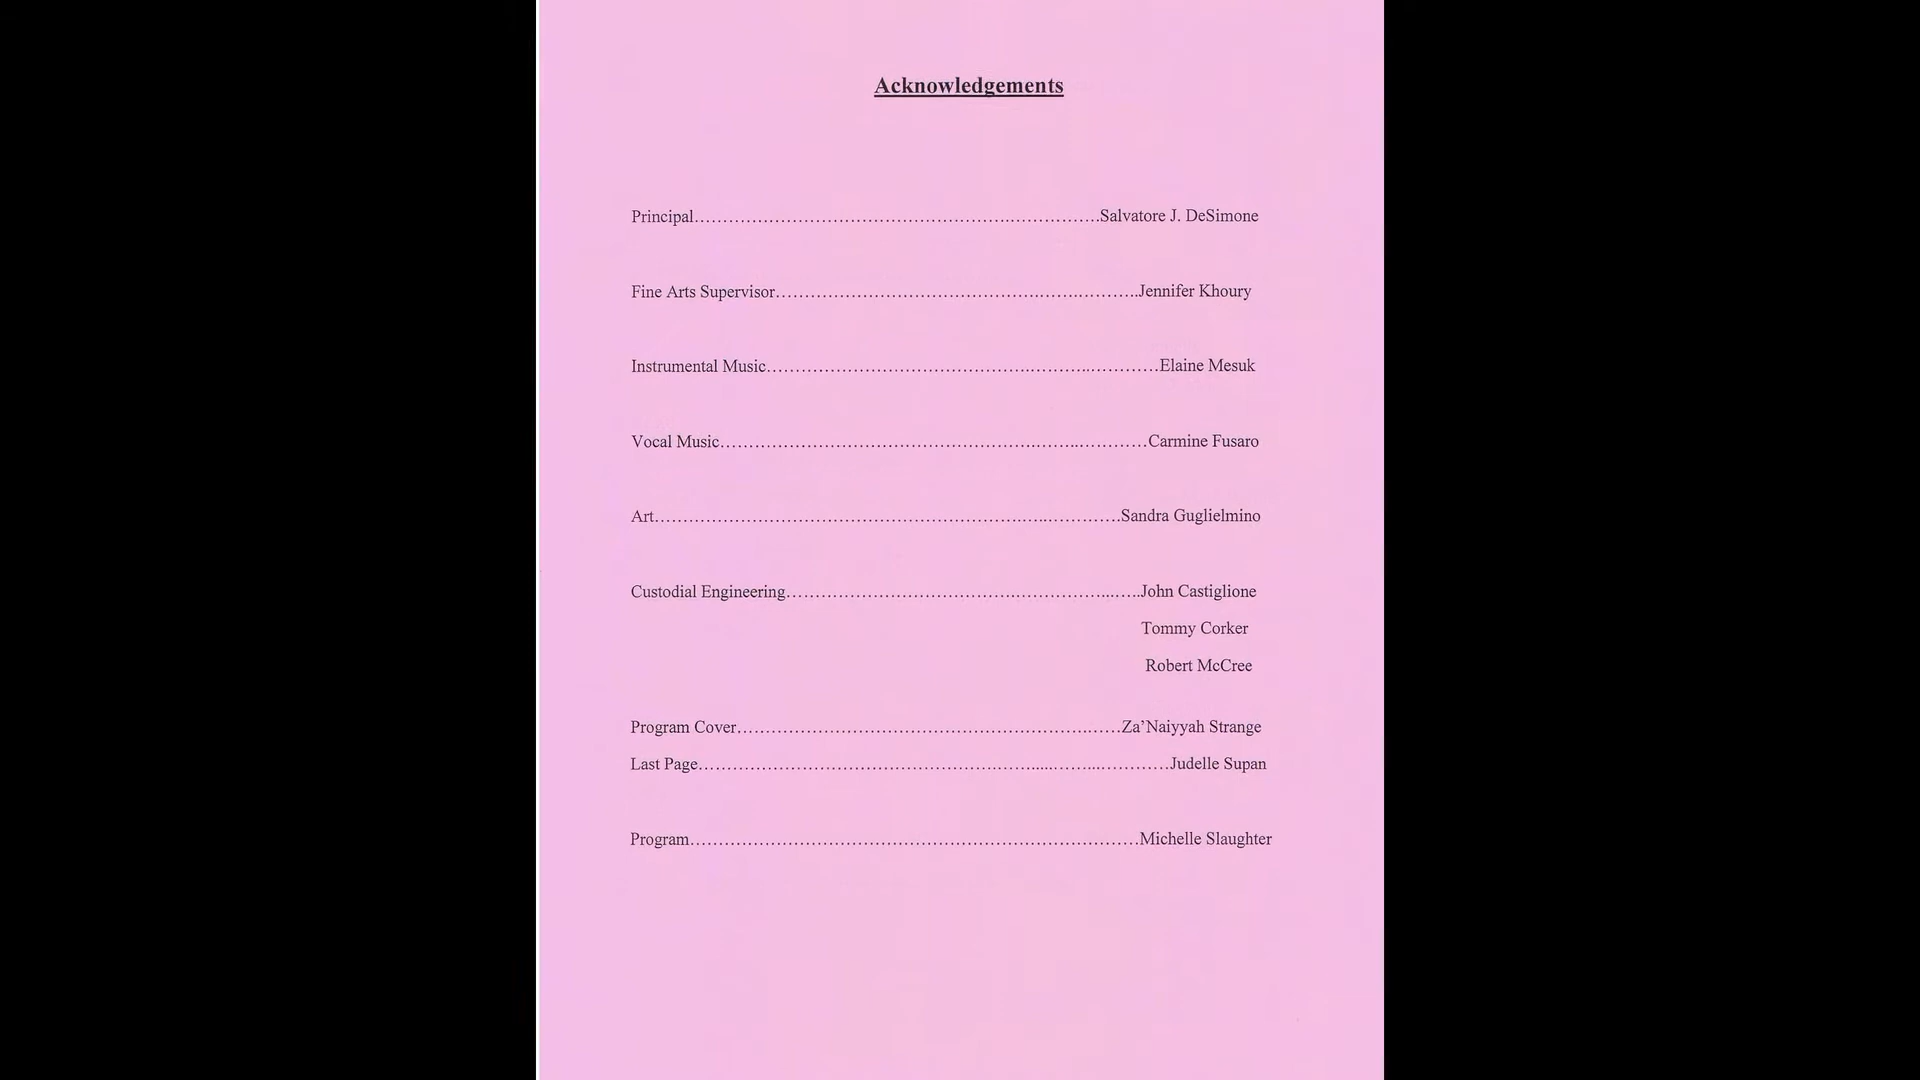 Acknowledgements
Principal……………………………………………….…………….Salvatore J. DeSimone
Fine Arts Supervisor……………………………………….…….………..Jennifer Khoury
Instrumental Music……………………………………….………..…………Elaine Mesuk
Vocal Music……………………………………………….……..…………Carmine Fusaro
Art……………………………………………………….…..………….Sandra Guglielmino
Custodial Engineering………………………………….……………...…..John Castiglione
Tommy Corker
Robert McCree
Program Cover…………………………………………………….……Za’Naiyyah Strange
Last Page………………………………………………….....……...…………Judelle Supan
Program……………………………………………………………………Michelle Slaughter